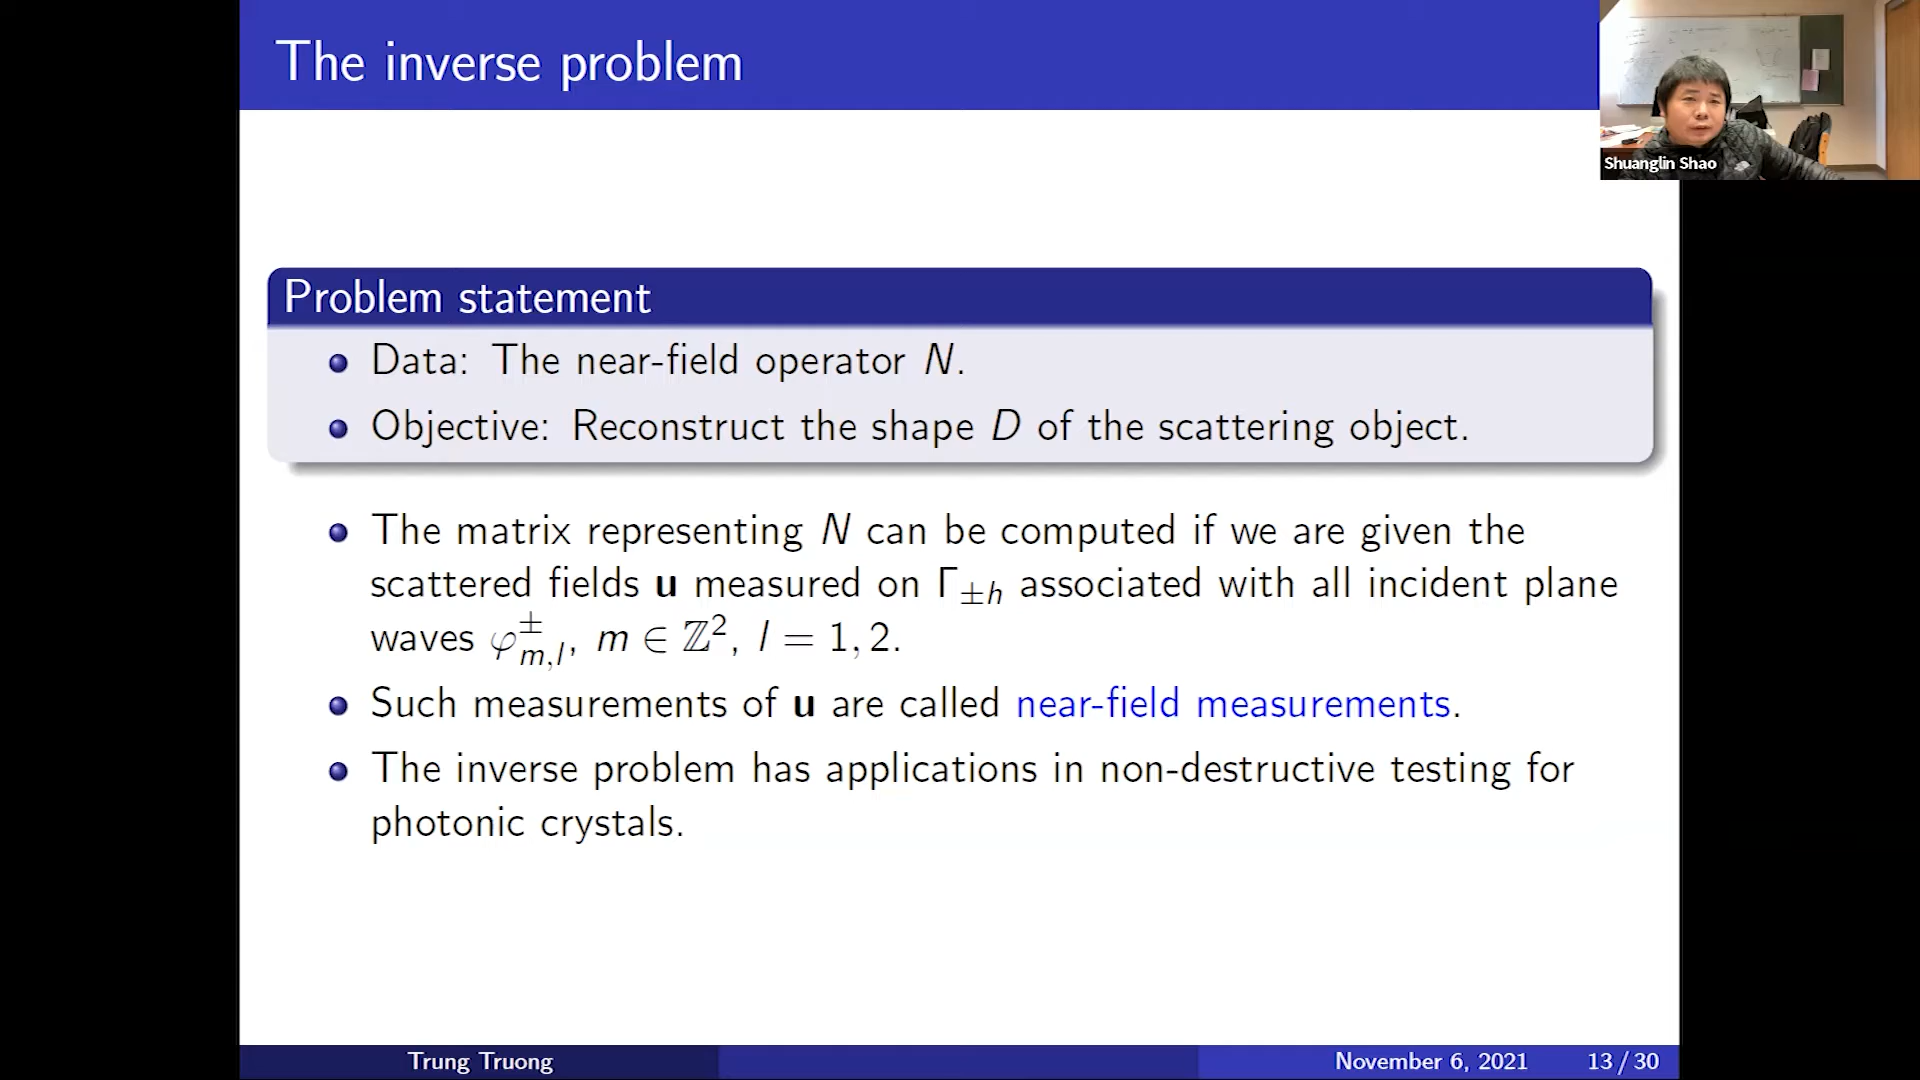 The inverse problem
Shuanglin Shao
Problem statement
Data: The near-field operator N.
Objective: Reconstruct the shape D of the scattering object.
The matrix representing N can be computed if we are given the
scattered fields u measured on Γ±h associated with all incident plane
waves φ±m,l, m ∈ ℤ², l = 1, 2.
Such measurements of u are called near-field measurements.
The inverse problem has applications in non-destructive testing for
photonic crystals.
Trung Truong
November 6, 2021
13 / 30